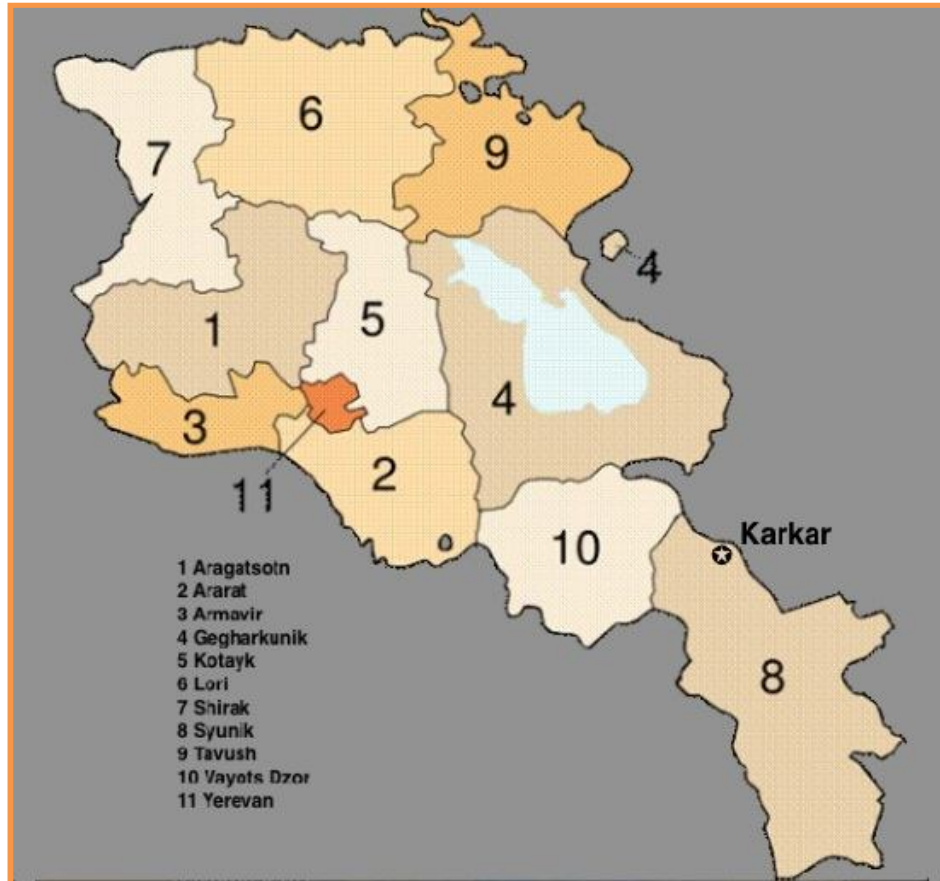 6
7
9
4
5
1
4
3
2
11
Karkar
10
8
1 Aragatsotn
2 Ararat
3 Armavir
4 Gegharkunik
5 Kotayk
6 Lori
7 Shirak
8 Syunik
9 Tavush
10 Vayots Dzor
11 Yerevan